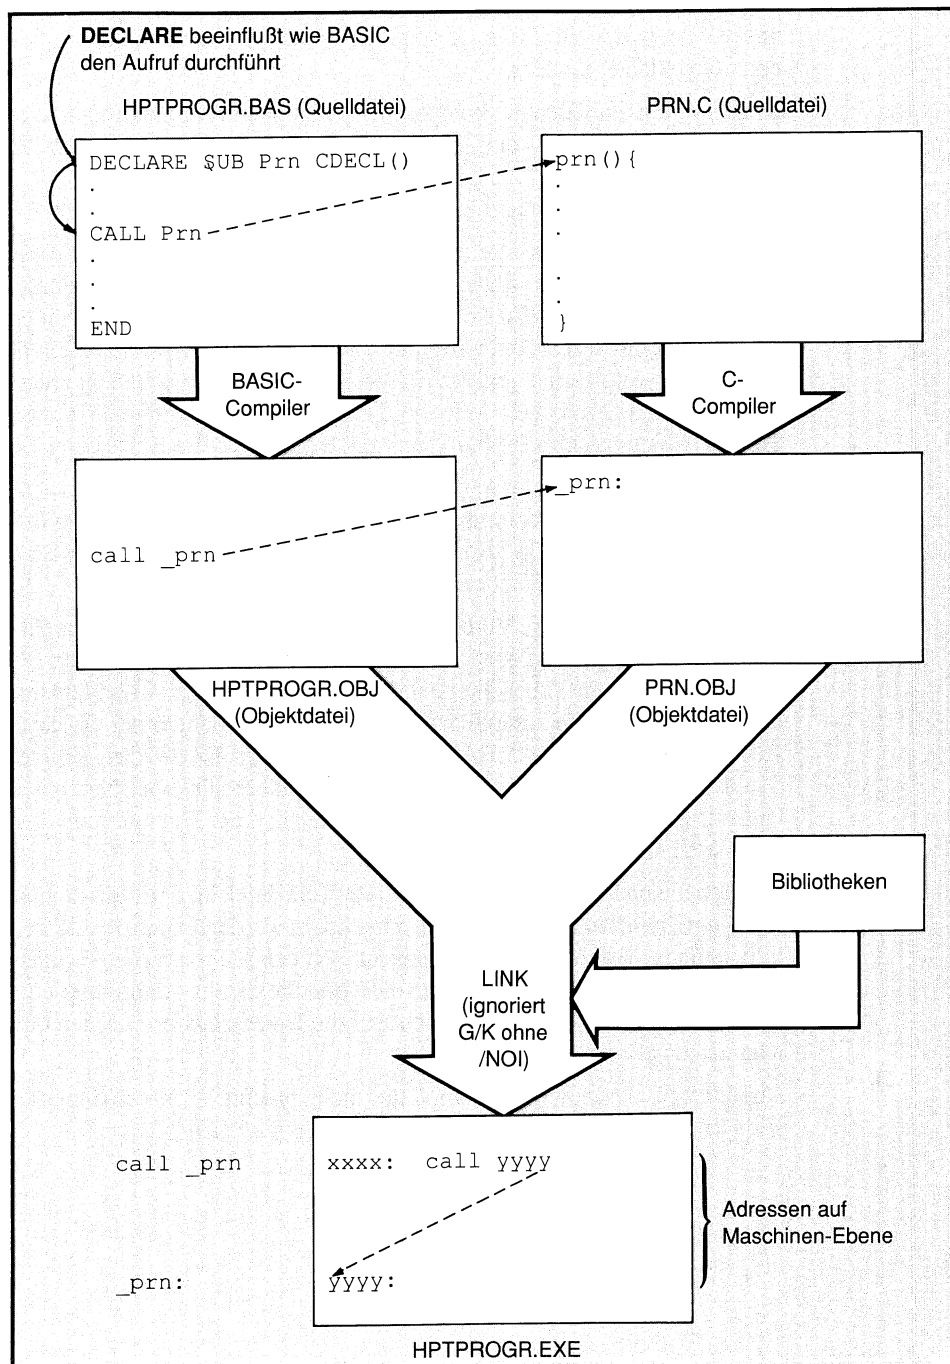 DECLARE beeinflußt wie BASIC
den Aufruf durchführt
HPTPROGR.BAS (Quelldatei)
PRN.C (Quelldatei)
DECLARE SUB Prn CDECL()
.
.
CALL Prn
.
.
.
END
prn(){
.
.
.
.
.
}
BASIC-
Compiler
C-
Compiler
call _prn
_prn:
HPTPROGR.OBJ
(Objektdatei)
PRN.OBJ
(Objektdatei)
Bibliotheken
LINK
(ignoriert
G/K ohne
/NOI)
call _prn
xxxx: call yyyy
Adressen auf
Maschinen-Ebene
_prn:
yyyy:
HPTPROGR.EXE